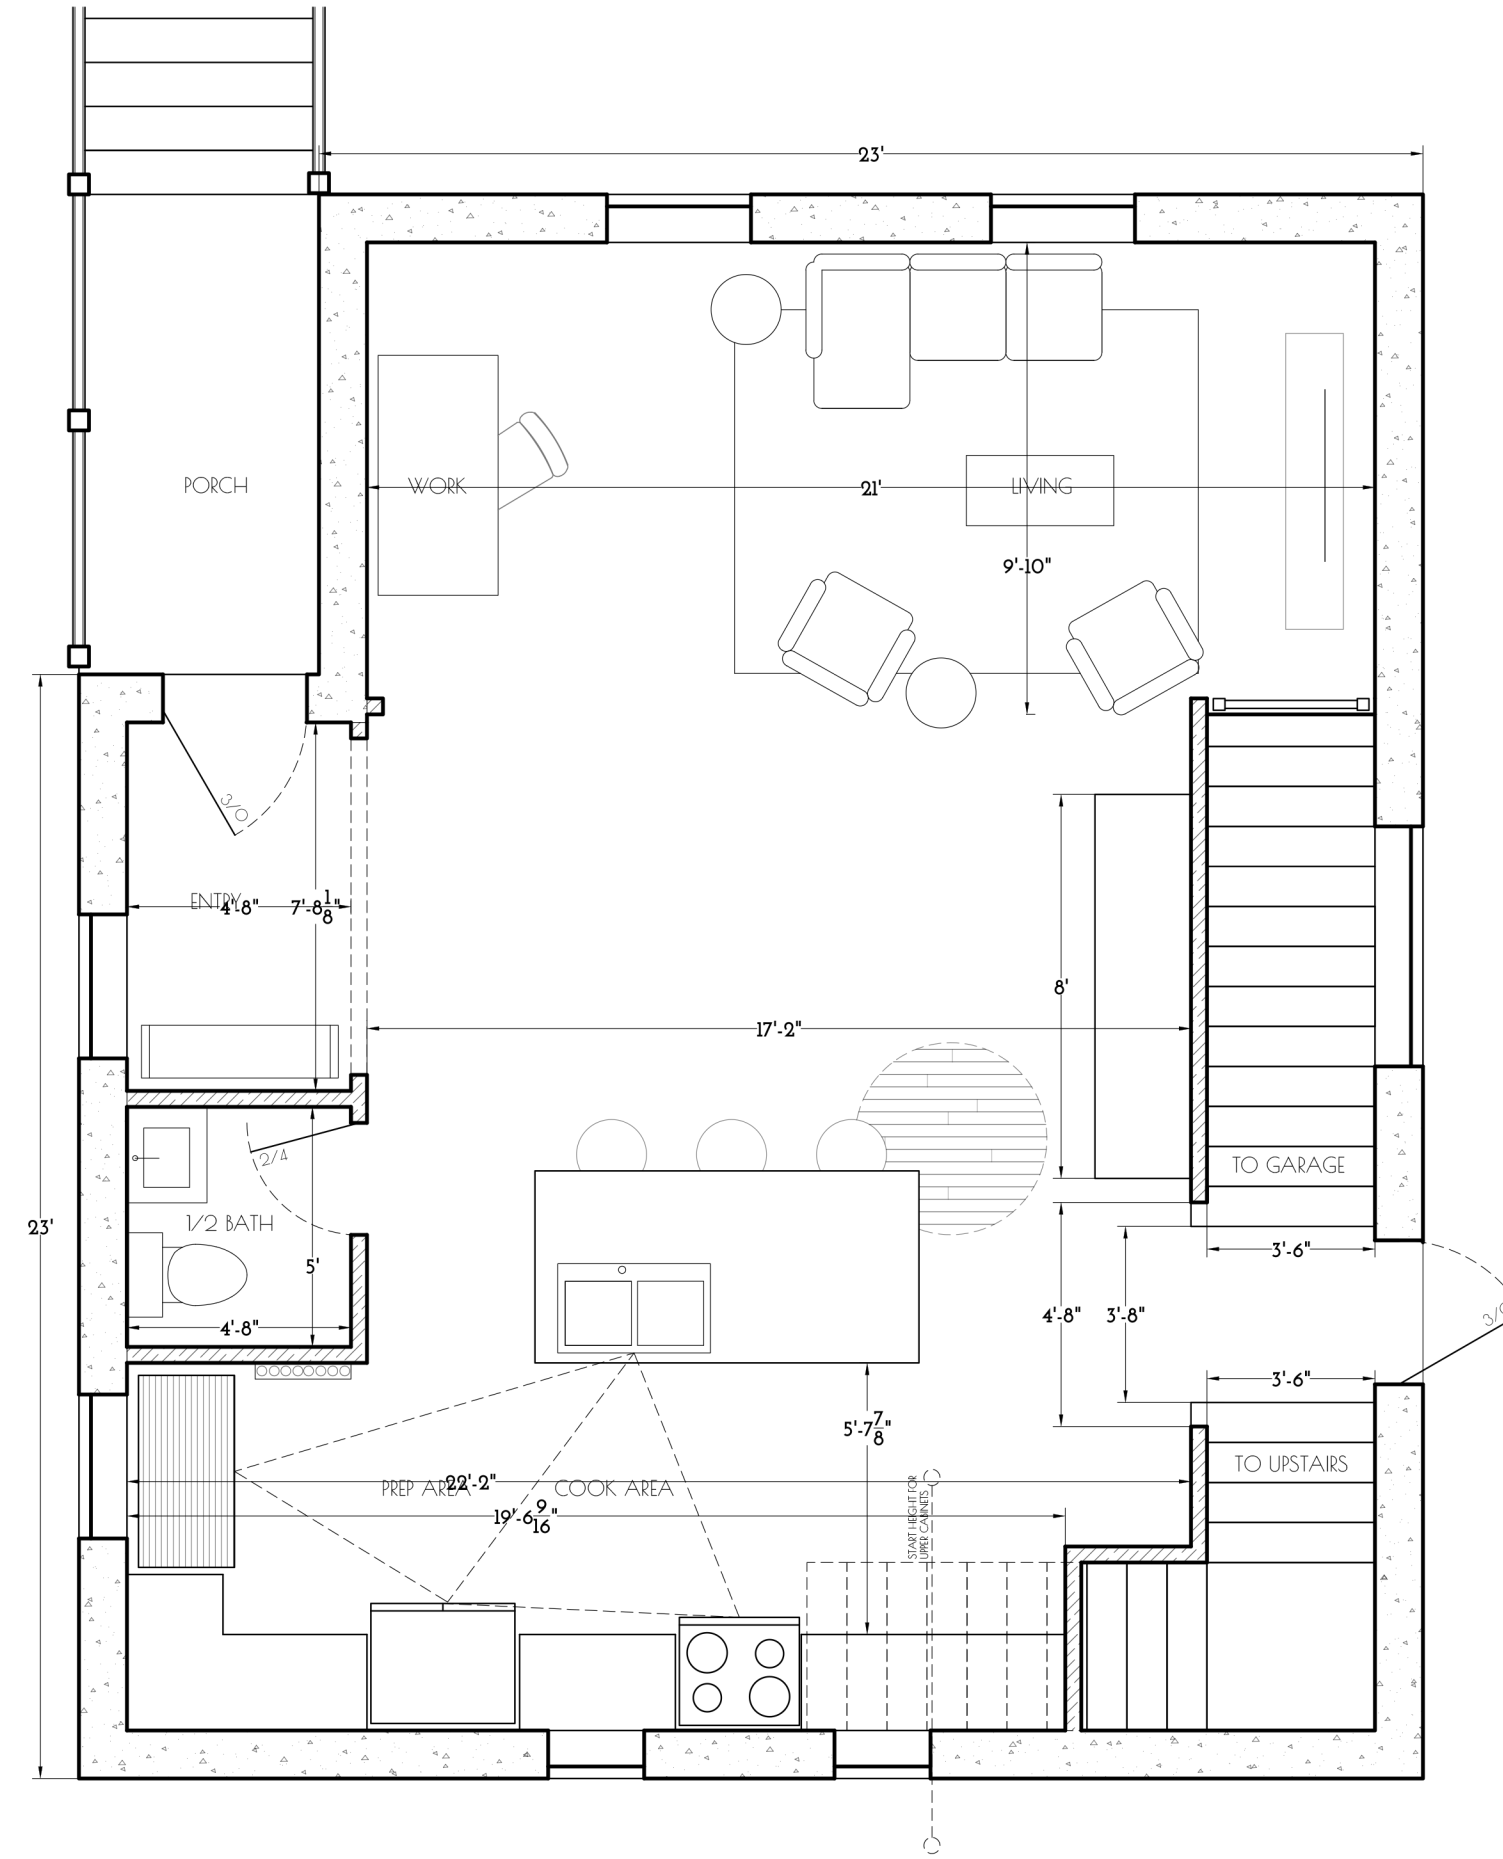 23'
PORCH
WORK
21'
LIVING
9'-10"
3/0
ENTRY
4'-8"
7'-8 1/8"
8'
17'-2"
2/4
TO GARAGE
1/2 BATH
23'
5'
3'-6"
4'-8"
3'-8"
4'-8"
3'-6"
5'-7 7/8"
TO UPSTAIRS
PREP AREA
22'-2"
COOK AREA
19'-6 9/16"
START HEIGHT FOR
UPPER CABINETS